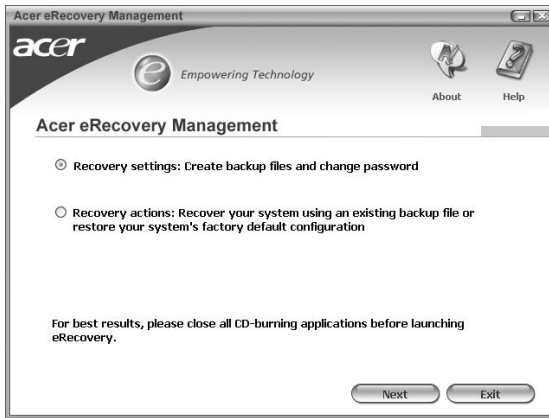 Acer eRecovery Management
acer
e Empowering Technology
About Help
Acer eRecovery Management
Recovery settings: Create backup files and change password
Recovery actions: Recover your system using an existing backup file or
restore your system's factory default configuration
For best results, please close all CD-burning applications before launching
eRecovery.
Next Exit